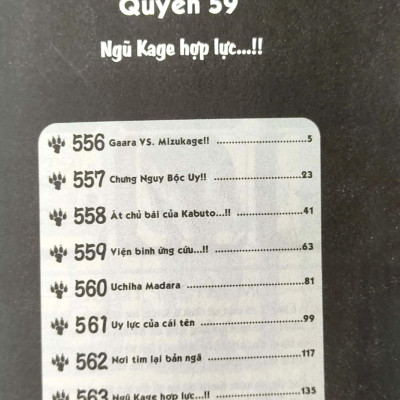 Quyển 59
Ngũ Kage hợp lực...!!
556 Gaara VS. Mizukage!! 5
557 Chưng Nguy Bộc Uy!! 23
558 Át chủ bài của Kabuto...!! 41
559 Viện binh ứng cứu...!! 63
560 Uchiha Madara 81
561 Uy lực của cái tên 99
562 Nơi tìm lại bản ngã 117
563 Ngũ Kage hợp lực...!! 135